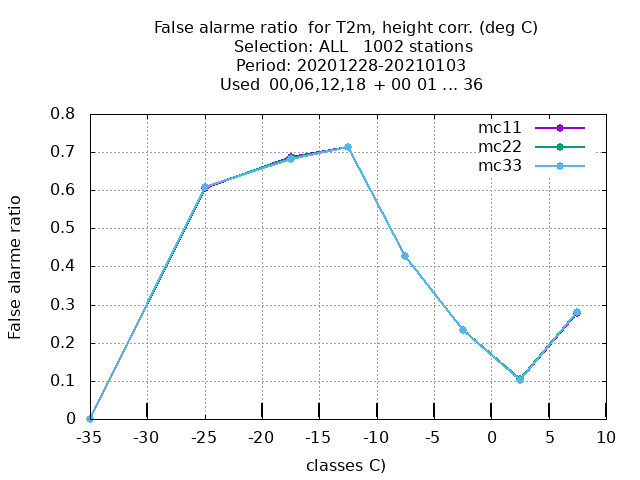 False alarme ratio  for T2m, height corr. (deg C)
Selection: ALL   1002 stations
Period: 20201228-20210103
Used  00,06,12,18  + 00 01 ... 36
mc11
mc22
mc33
False alarme ratio
0.8
0.7
0.6
0.5
0.4
0.3
0.2
0.1
0
-35 -30 -25 -20 -15 -10 -5 0 5 10
classes C)